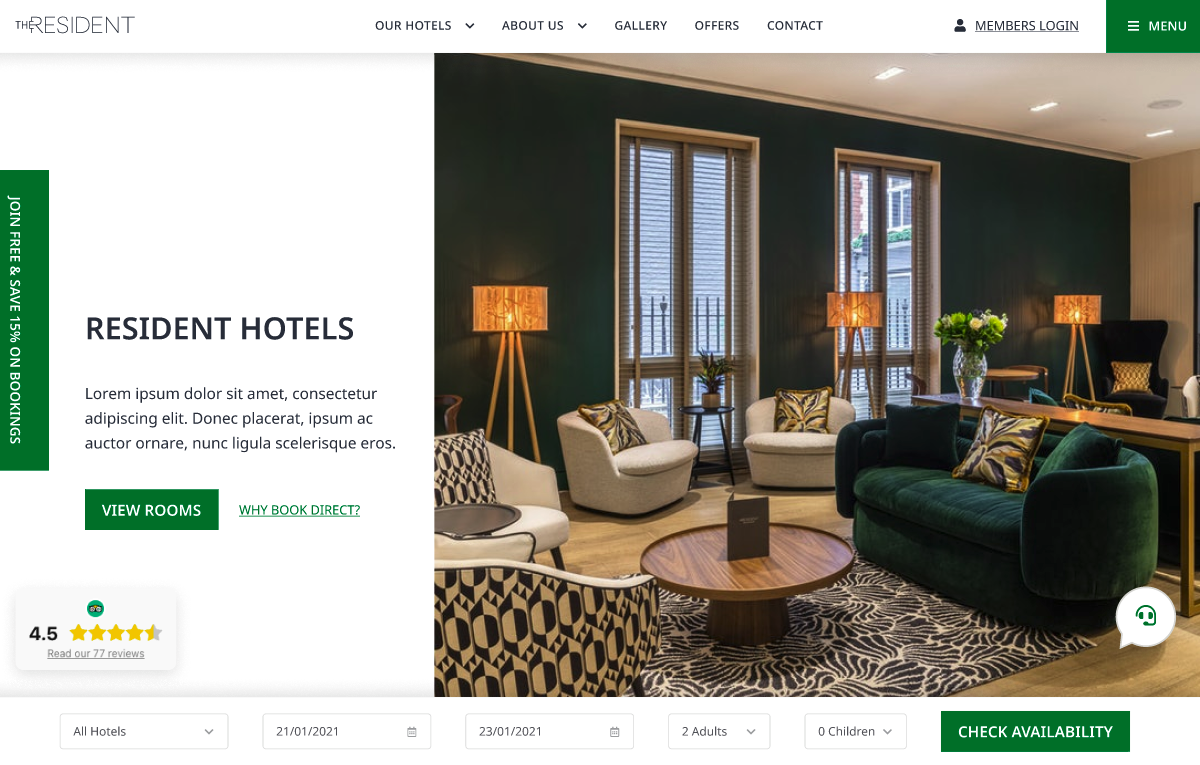 THE RESIDENT
OUR HOTELS
ABOUT US
GALLERY
OFFERS
CONTACT
MEMBERS LOGIN
MENU
JOIN FREE & SAVE 15% ON BOOKINGS
RESIDENT HOTELS
Lorem ipsum dolor sit amet, consectetur
adipiscing elit. Donec placerat, ipsum ac
auctor ornare, nunc ligula scelerisque eros.
VIEW ROOMS
WHY BOOK DIRECT?
4.5
Read our 77 reviews
All Hotels
21/01/2021
23/01/2021
2 Adults
0 Children
CHECK AVAILABILITY